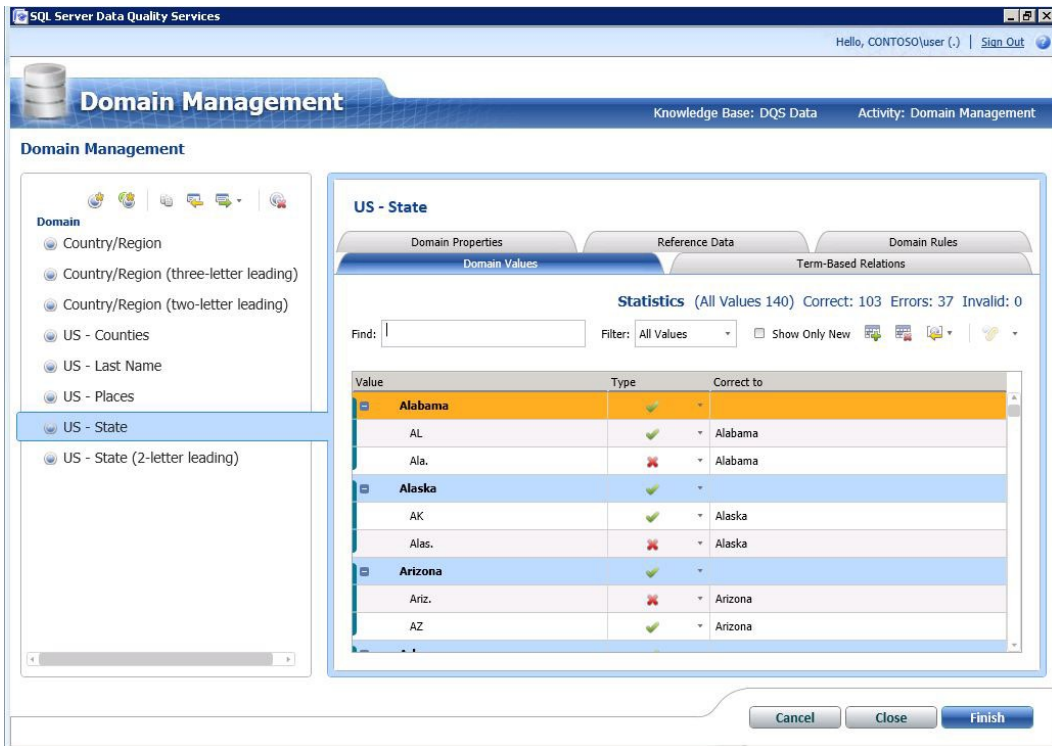 SQL Server Data Quality Services
Hello, CONTOSO\user (.) | Sign Out
Domain Management
Knowledge Base: DQS Data Activity: Domain Management
Domain Management
Domain
Country/Region
Country/Region (three-letter leading)
Country/Region (two-letter leading)
US - Counties
US - Last Name
US - Places
US - State
US - State (2-letter leading)
US - State
Domain Properties Reference Data Domain Rules
Domain Values Term-Based Relations
Statistics (All Values 140) Correct: 103 Errors: 37 Invalid: 0
Find: Filter: All Values Show Only New
Value Type Correct to
Alabama
AL Alabama
Ala. Alabama
Alaska
AK Alaska
Alas. Alaska
Arizona
Ariz. Arizona
AZ Arizona
Cancel Close Finish